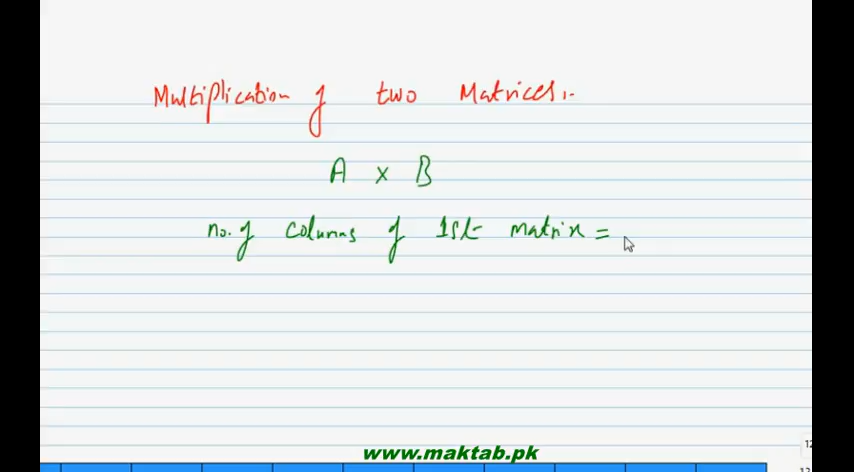 Multiplication of two Matrices:-
A x B
no. of columns of 1st matrix =
www.maktab.pk